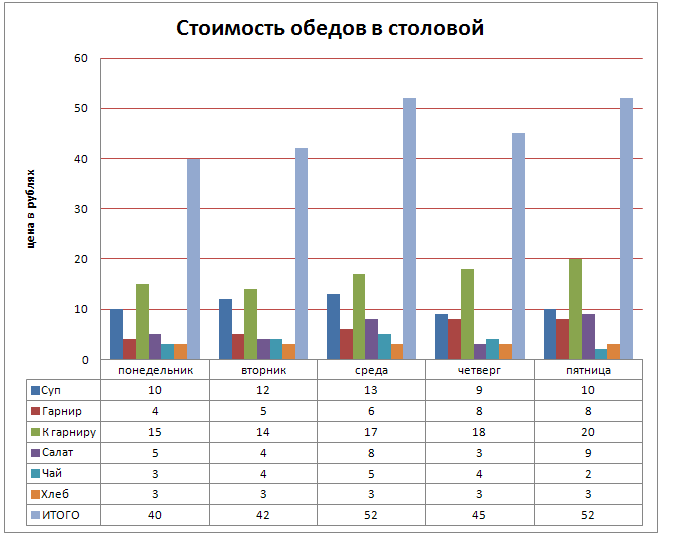 Стоимость обедов в столовой
60
50
40
30
20
10
0
цена в рублях
понедельник вторник среда четверг пятница
Суп 10 12 13 9 10
Гарнир 4 5 6 8 8
К гарниру 15 14 17 18 20
Салат 5 4 8 3 9
Чай 3 4 5 4 2
Хлеб 3 3 3 3 3
ИТОГО 40 42 52 45 52